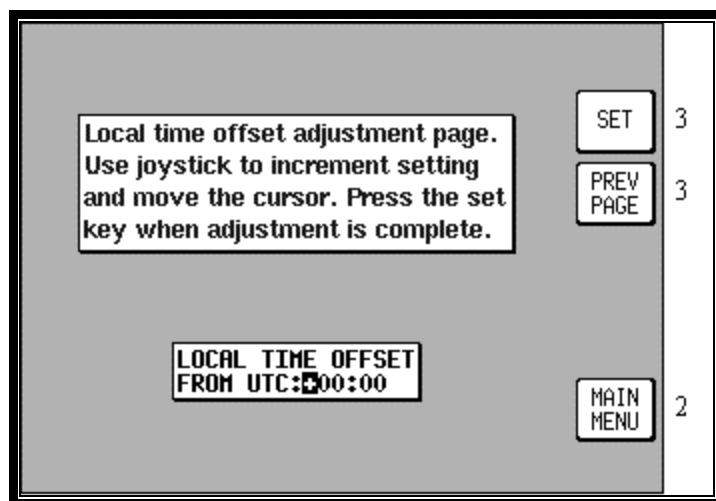 Local time offset adjustment page.
Use joystick to increment setting
and move the cursor. Press the set
key when adjustment is complete.
SET 3
PREV
PAGE 3
LOCAL TIME OFFSET
FROM UTC:+00:00
MAIN
MENU 2